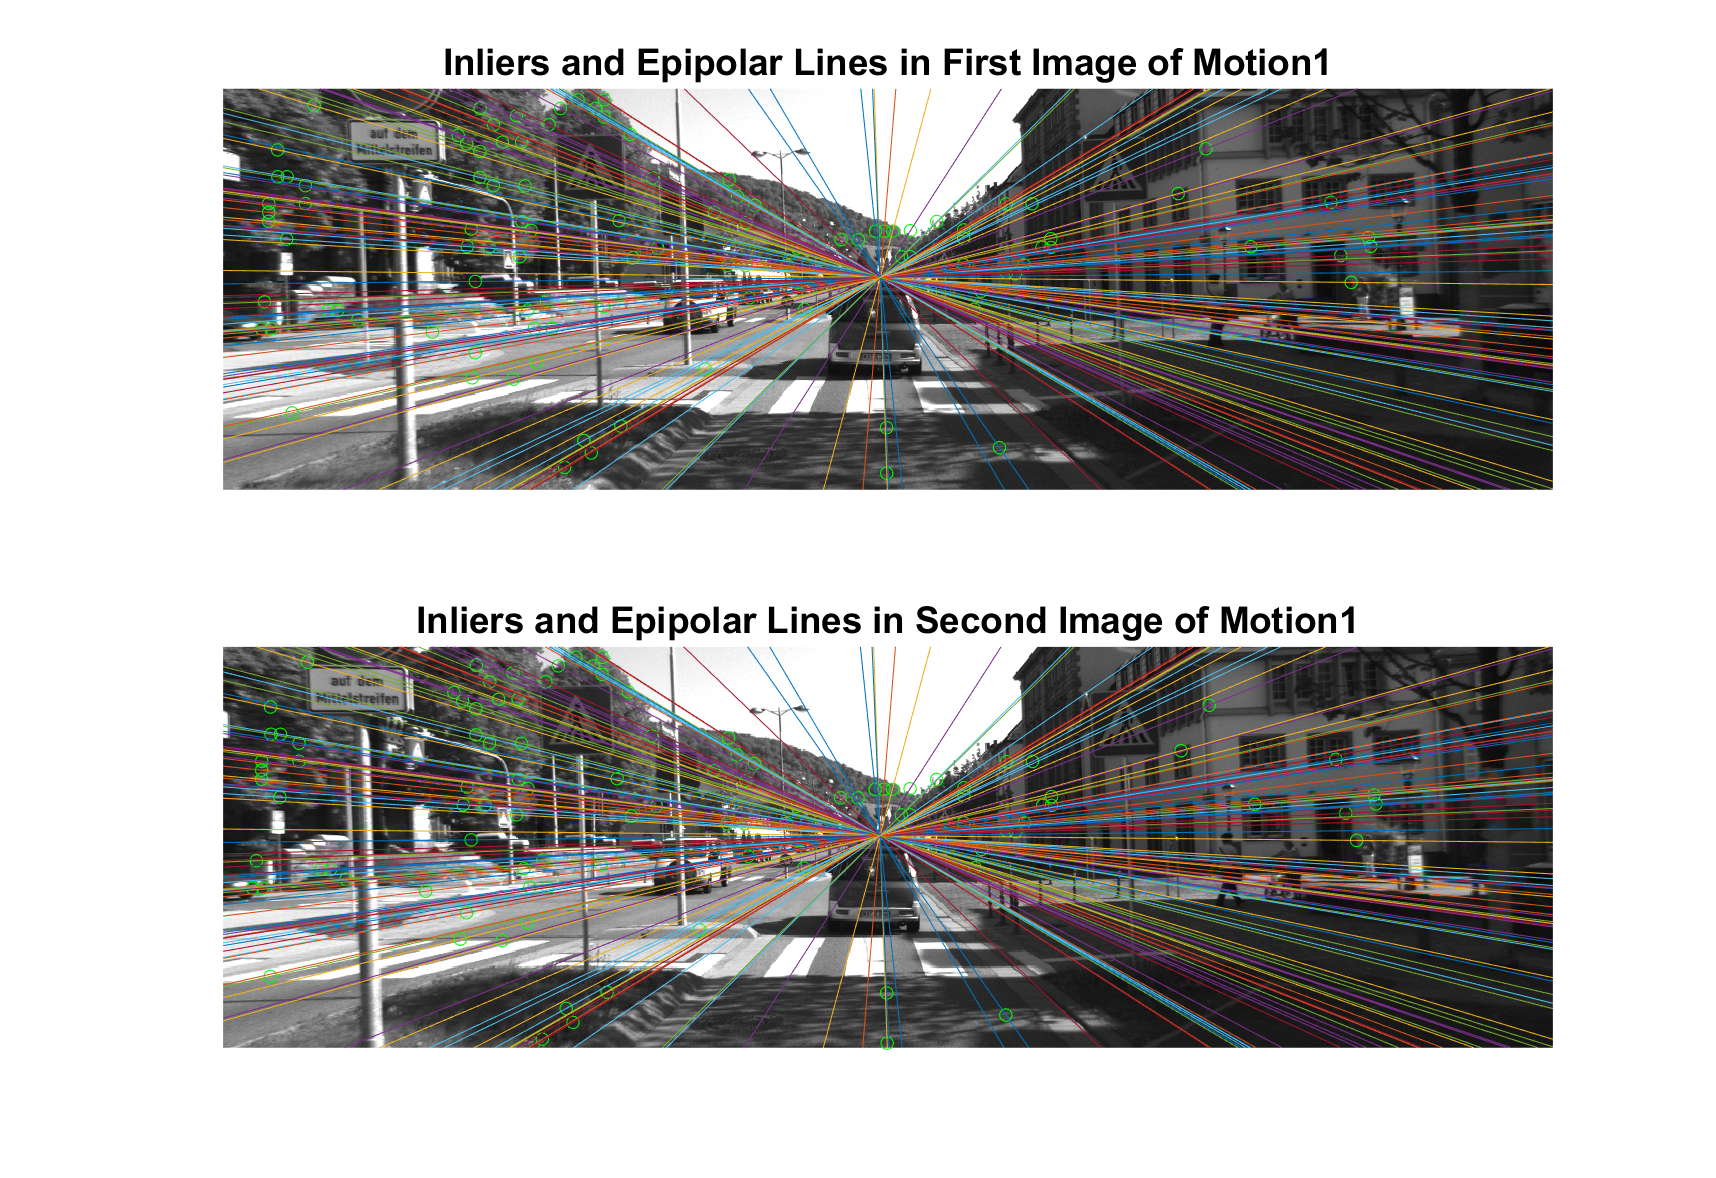 Inliers and Epipolar Lines in First Image of Motion1
auf dem
Mittelstreifen
Inliers and Epipolar Lines in Second Image of Motion1
auf dem
Mittelstreifen